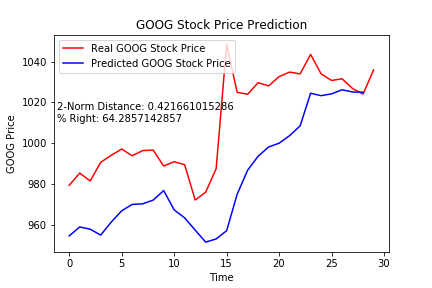 GOOG Stock Price Prediction
Real GOOG Stock Price
Predicted GOOG Stock Price
2-Norm Distance: 0.421661015286
% Right: 64.2857142857
GOOG Price
1040
1020
1000
980
960
0 5 10 15 20 25 30
Time